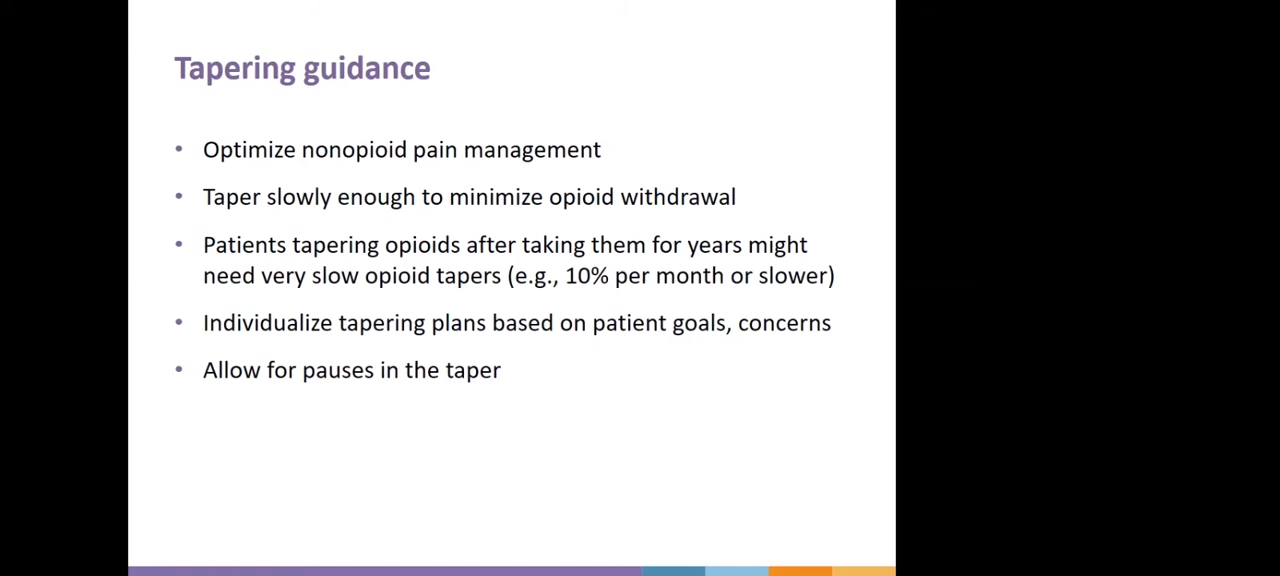 Tapering guidance
• Optimize nonopioid pain management
• Taper slowly enough to minimize opioid withdrawal
• Patients tapering opioids after taking them for years might
need very slow opioid tapers (e.g., 10% per month or slower)
• Individualize tapering plans based on patient goals, concerns
• Allow for pauses in the taper